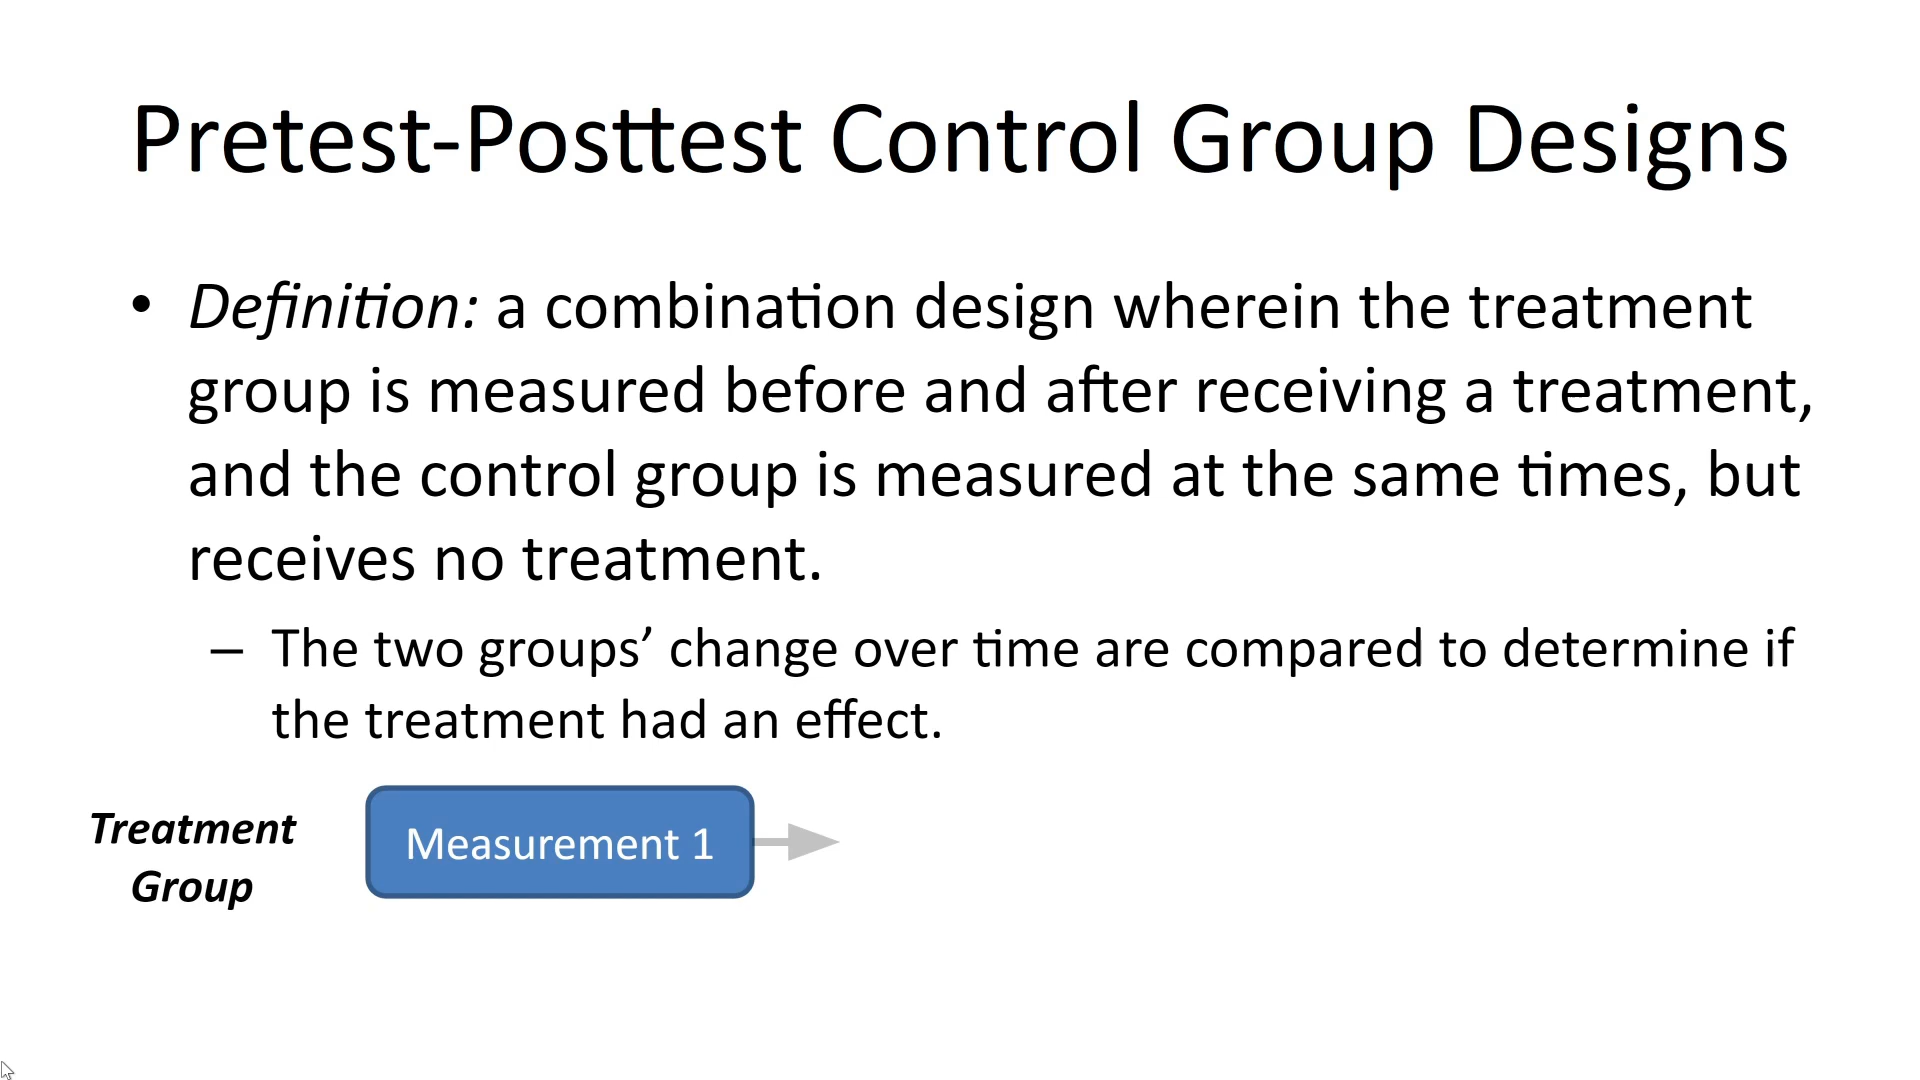 Pretest-Posttest Control Group Designs
• Definition: a combination design wherein the treatment
group is measured before and after receiving a treatment,
and the control group is measured at the same times, but
receives no treatment.
– The two groups’ change over time are compared to determine if
the treatment had an effect.
Treatment
Group
Measurement 1